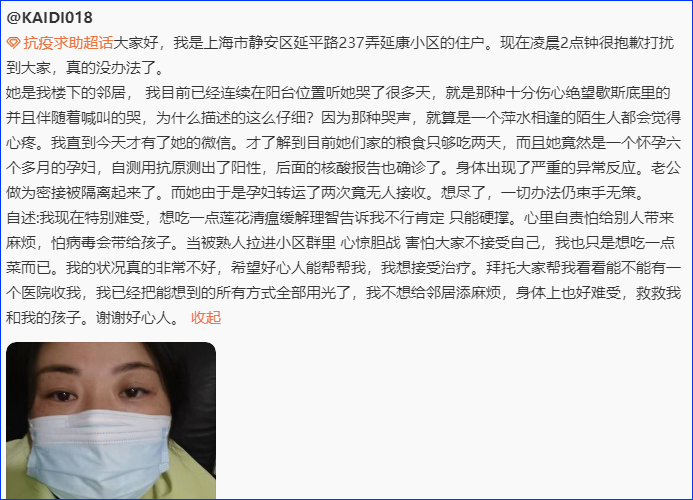 @KAIDI018
抗疫求助超话大家好，我是上海市静安区延平路237弄延康小区的住户。现在凌晨2点钟很抱歉打扰
到大家，真的没办法了。
她是我楼下的邻居， 我目前已经连续在阳台位置听她哭了很多天，就是那种十分伤心绝望歇斯底里的
并且伴随着喊叫的哭，为什么描述的这么仔细？因为那种哭声，就算是一个萍水相逢的陌生人都会觉得
心疼。我直到今天才有了她的微信。才了解到目前她们家的粮食只够吃两天，而且她竟然是一个怀孕六
个多月的孕妇，自测用抗原测出了阳性，后面的核酸报告也确诊了。身体出现了严重的异常反应。老公
做为密接被隔离起来了。而她由于是孕妇转运了两次竟无人接收。想尽了，一切办法仍束手无策。
自述:我现在特别难受，想吃一点莲花清瘟缓解理智告诉我不行肯定 只能硬撑。心里自责怕给别人带来
麻烦，怕病毒会带给孩子。当被熟人拉进小区群里 心惊胆战 害怕大家不接受自己，我也只是想吃一点
菜而已。我的状况真的非常不好，希望好心人能帮帮我，我想接受治疗。拜托大家帮我看看能不能有一
个医院收我，我已经把能想到的所有方式全部用光了，我不想给邻居添麻烦，身体上也好难受，救救我
和我的孩子。谢谢好心人。 收起